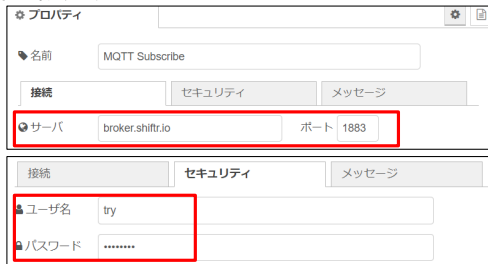 プロパティ
名前 MQTT Subscribe
接続 セキュリティ メッセージ
サーバ broker.shiftr.io ポート 1883
接続 セキュリティ メッセージ
ユーザ名 try
パスワード ••••••••